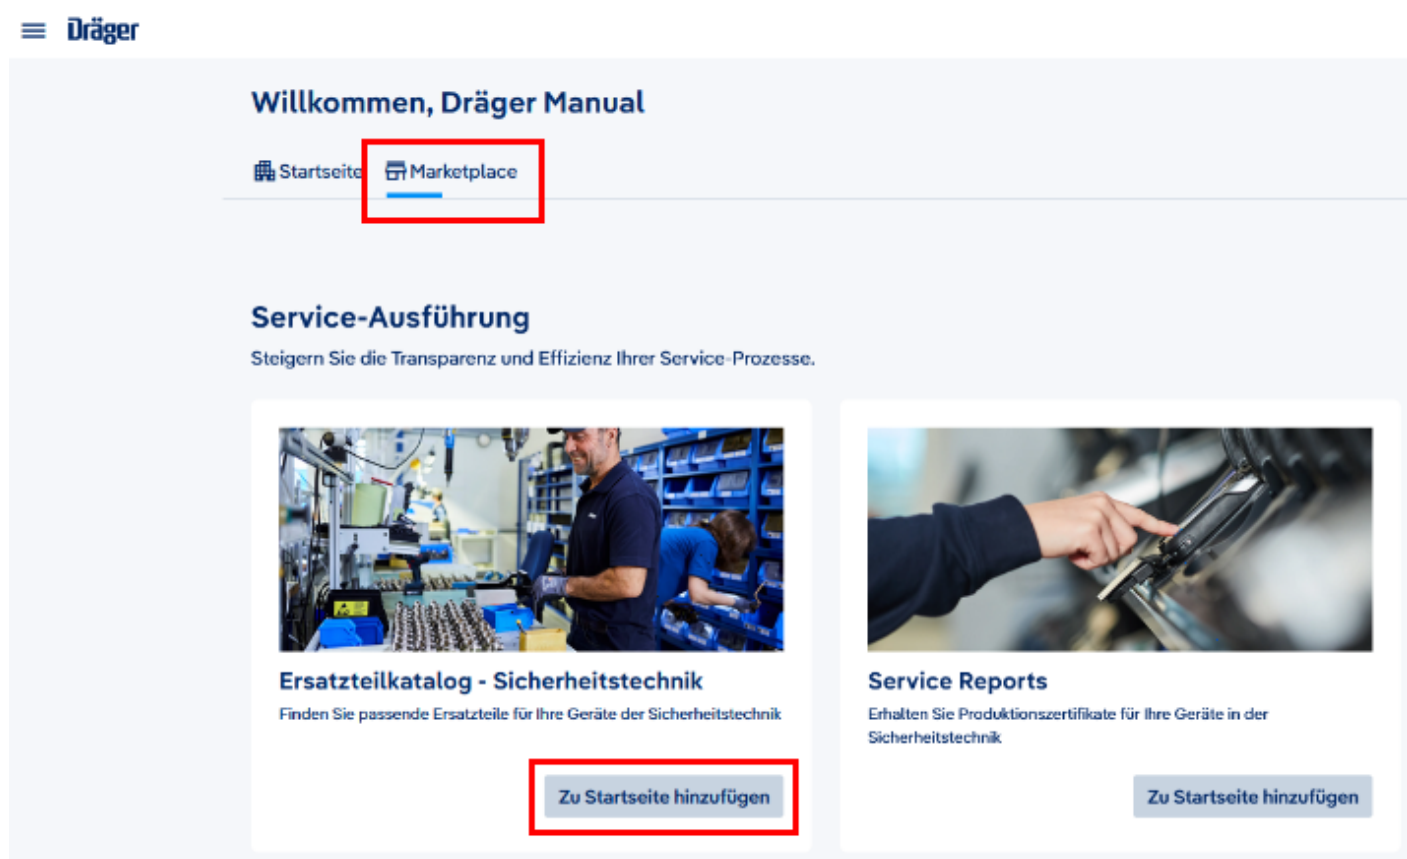 Dräger
Willkommen, Dräger Manual
Startseite Marketplace
Service-Ausführung
Steigern Sie die Transparenz und Effizienz Ihrer Service-Prozesse.
Ersatzteilkatalog - Sicherheitstechnik
Finden Sie passende Ersatzteile für Ihre Geräte der Sicherheitstechnik
Zu Startseite hinzufügen
Service Reports
Erhalten Sie Produktionszertifikate für Ihre Geräte in der
Sicherheitstechnik
Zu Startseite hinzufügen